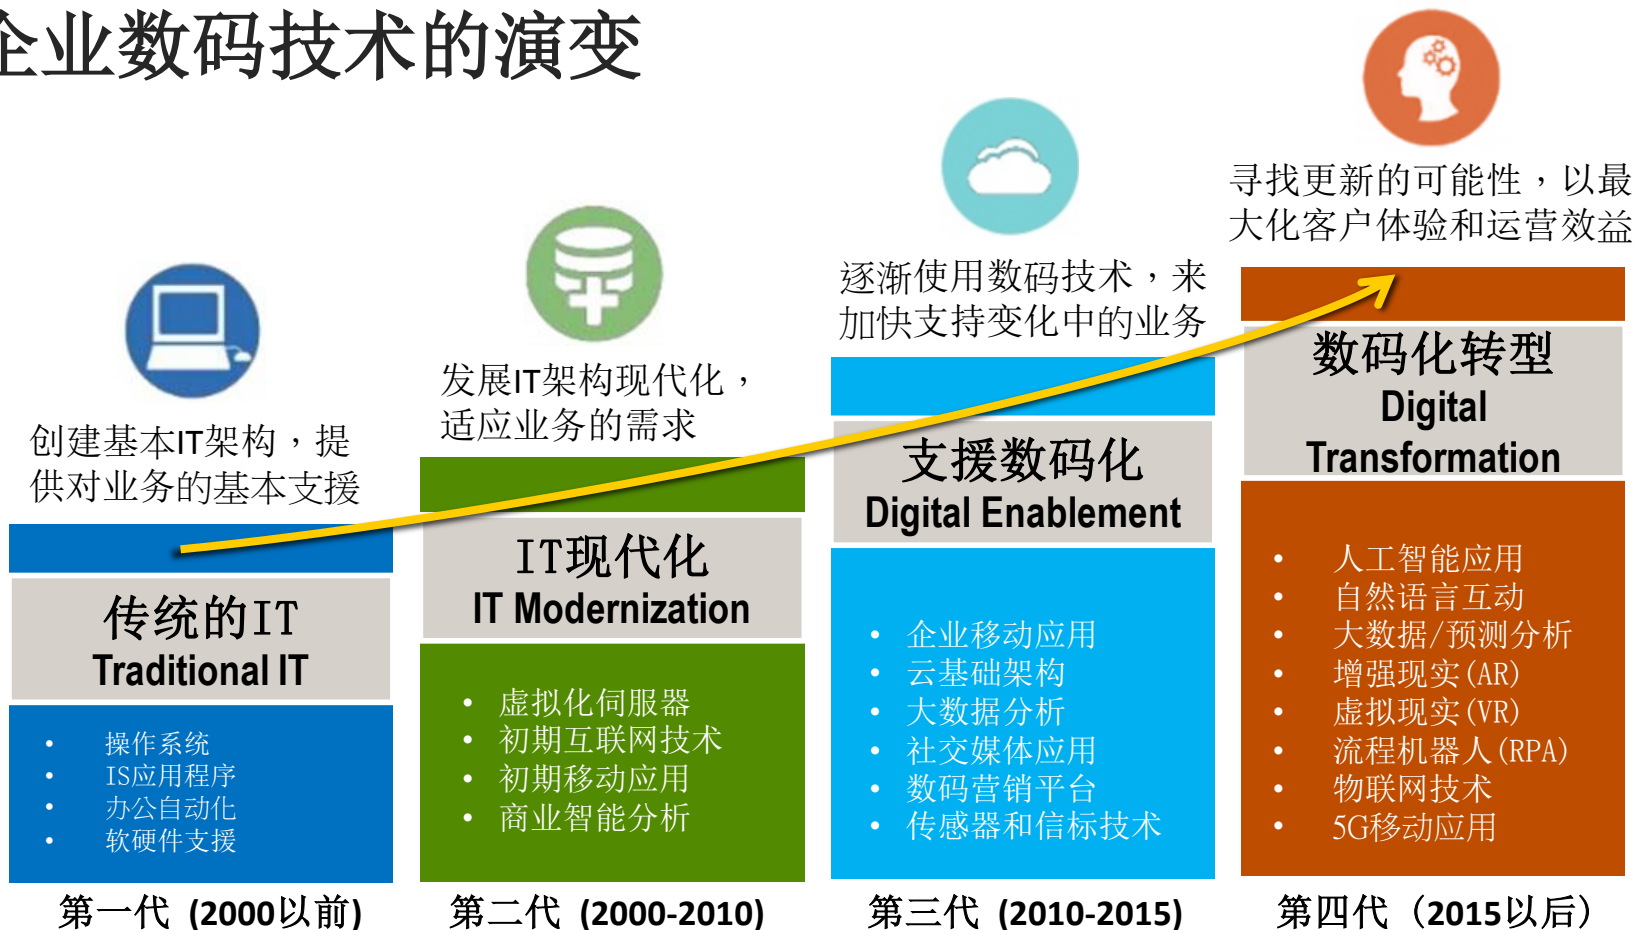 企业数码技术的演变
寻找更新的可能性，以最
大化客户体验和运营效益
逐渐使用数码技术，来
加快支持变化中的业务
发展IT架构现代化，
适应业务的需求
创建基本IT架构，提
供对业务的基本支援
传统的IT
Traditional IT
• 操作系统
• IS应用程序
• 办公自动化
• 软硬件支援
第一代 (2000以前)
IT现代化
IT Modernization
• 虚拟化伺服器
• 初期互联网技术
• 初期移动应用
• 商业智能分析
第二代 (2000-2010)
支援数码化
Digital Enablement
• 企业移动应用
• 云基础架构
• 大数据分析
• 社交媒体应用
• 数码营销平台
• 传感器和信标技术
第三代 (2010-2015)
数码化转型
Digital
Transformation
• 人工智能应用
• 自然语言互动
• 大数据/预测分析
• 增强现实(AR)
• 虚拟现实(VR)
• 流程机器人(RPA)
• 物联网技术
• 5G移动应用
第四代（2015以后）